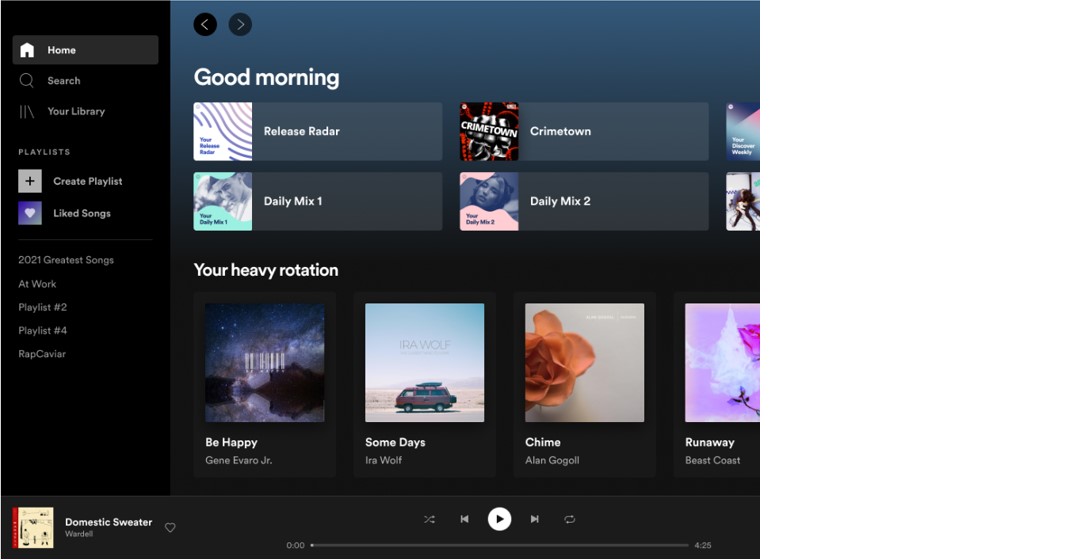 Home
Search
Your Library
PLAYLISTS
Create Playlist
Liked Songs
2021 Greatest Songs
At Work
Playlist #2
Playlist #4
RapCaviar
Good morning
Your
Release
Radar
Release Radar
CRIMETOWN
Crimetown
Your
Discover
Weekly
Your
Daily Mix 1
Daily Mix 1
Your
Daily Mix 2
Daily Mix 2
Your heavy rotation
Be Happy
Gene Evaro Jr.
IRA WOLF
Some Days
Ira Wolf
Chime
Alan Gogoll
Runaway
Beast Coast
Domestic Sweater
Wardell
0:00
4:25